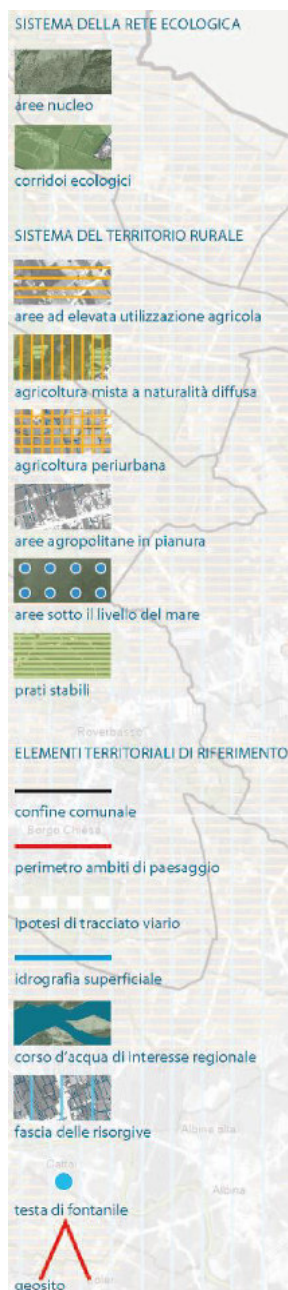 SISTEMA DELLA RETE ECOLOGICA
aree nucleo
corridoi ecologici
SISTEMA DEL TERRITORIO RURALE
aree ad elevata utilizzazione agricola
agricoltura mista a naturalità diffusa
agricoltura periurbana
aree agropolitane in pianura
aree sotto il livello del mare
prati stabili
Roverbasso
ELEMENTI TERRITORIALI DI RIFERIMENTO
confine comunale
Borgo Chiesa
perimetro ambiti di paesaggio
ipotesi di tracciato viario
idrografia superficiale
corso d'acqua di interesse regionale
fascia delle risorgive
Albina alta
Albina
testa di fontanile
geosito